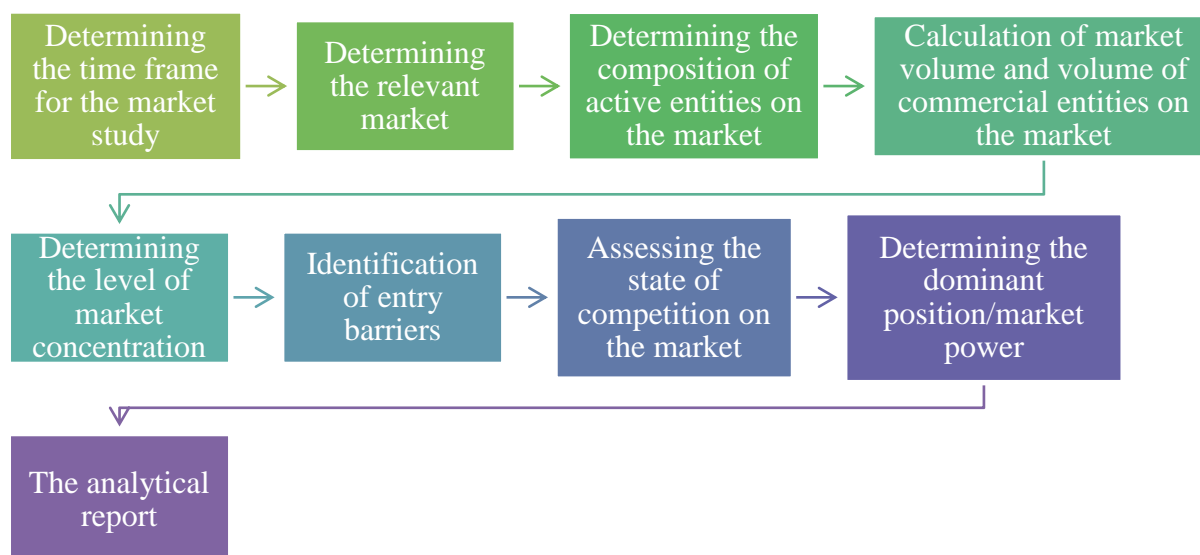 Determining
the time frame
for the market
study
Determining
the relevant
market
Determining the
composition of
active entities on
the market
Calculation of market
volume and volume of
commercial entities on
the market
Determining
the level of
market
concentration
Identification
of entry
barriers
Assessing the
state of
competition on
the market
Determining the
dominant
position/market
power
The analytical
report